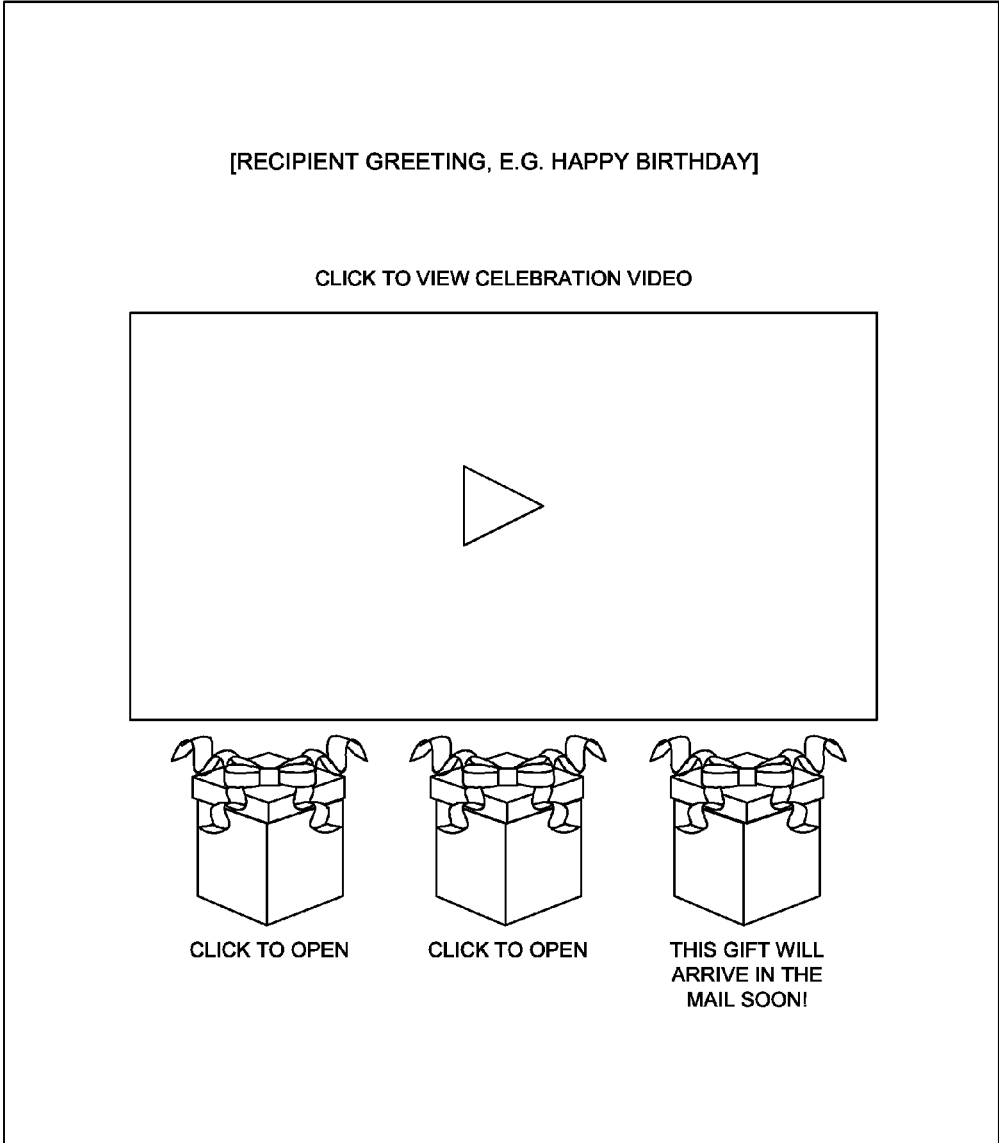 [RECIPIENT GREETING, E.G. HAPPY BIRTHDAY]
CLICK TO VIEW CELEBRATION VIDEO
CLICK TO OPEN
CLICK TO OPEN
THIS GIFT WILL
ARRIVE IN THE
MAIL SOON!